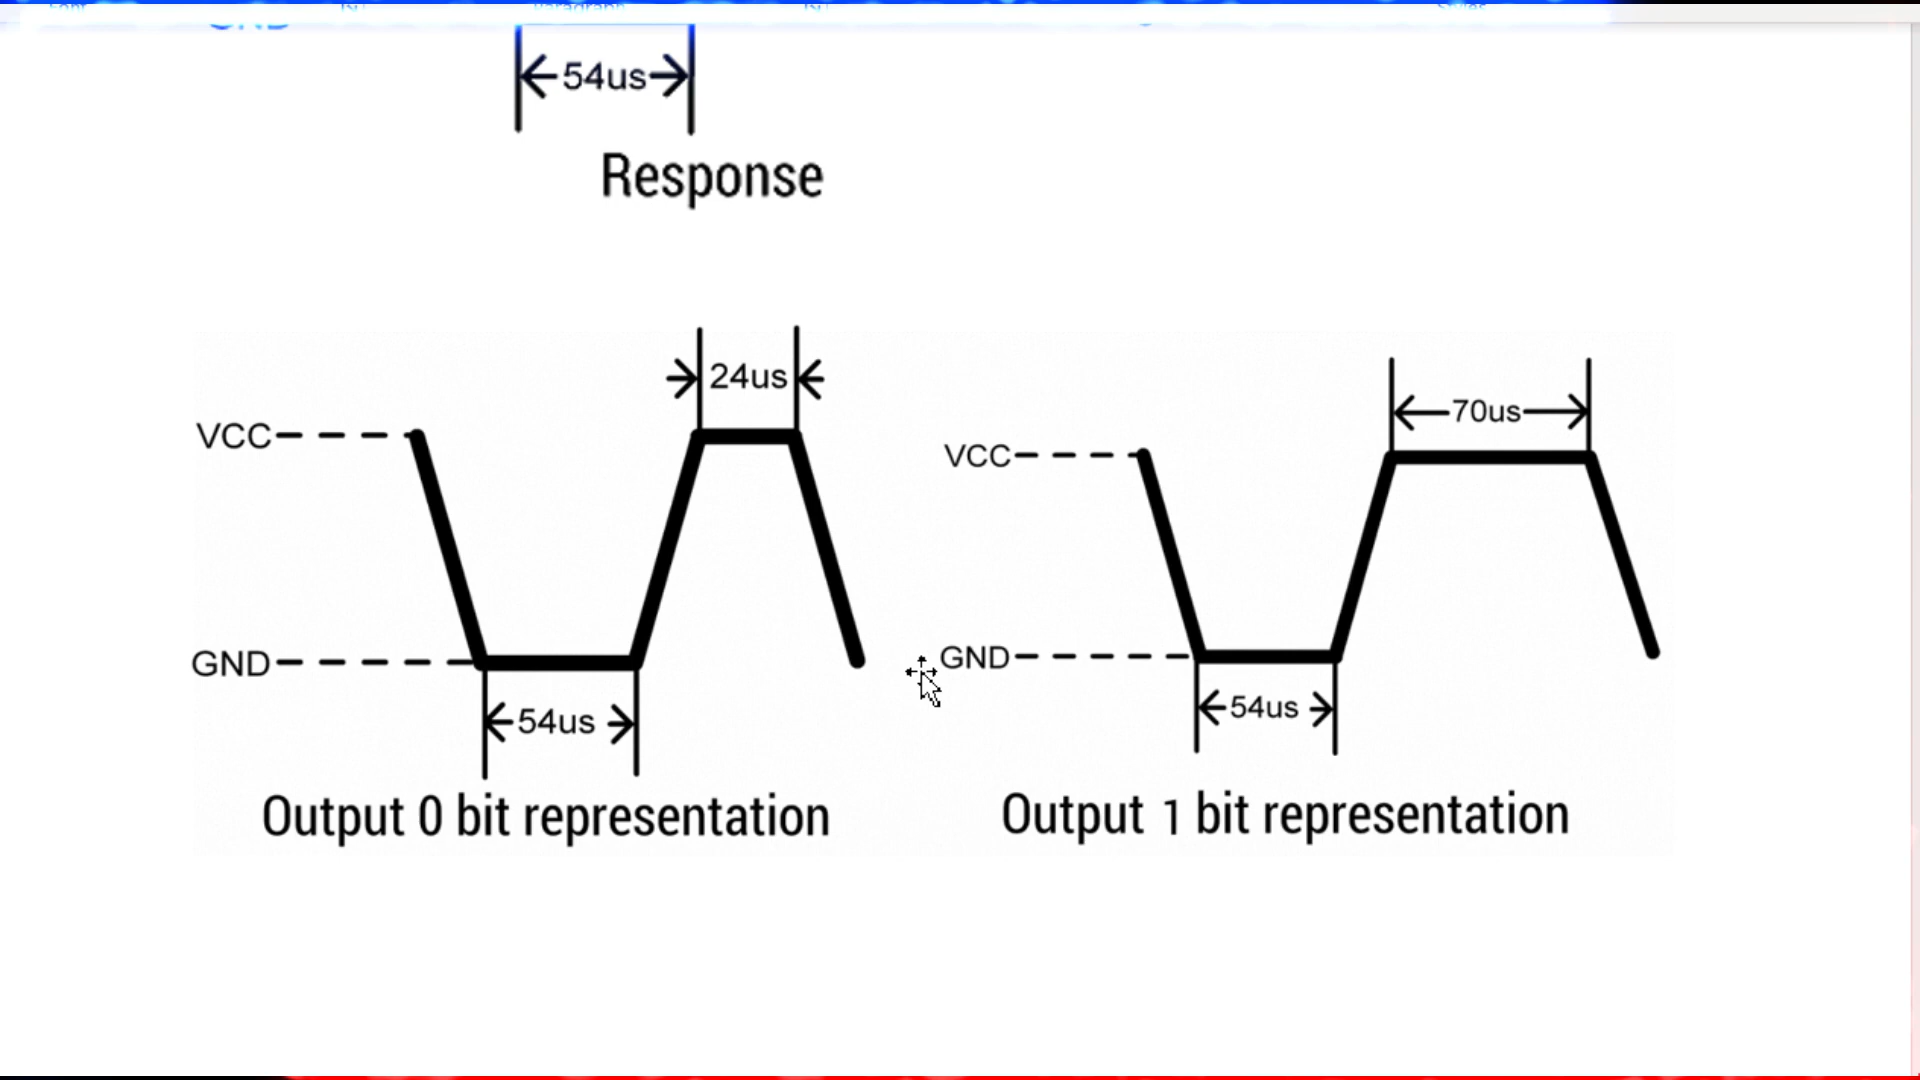 54us
Response
24us
VCC
GND
54us
Output 0 bit representation
70us
VCC
GND
54us
Output 1 bit representation